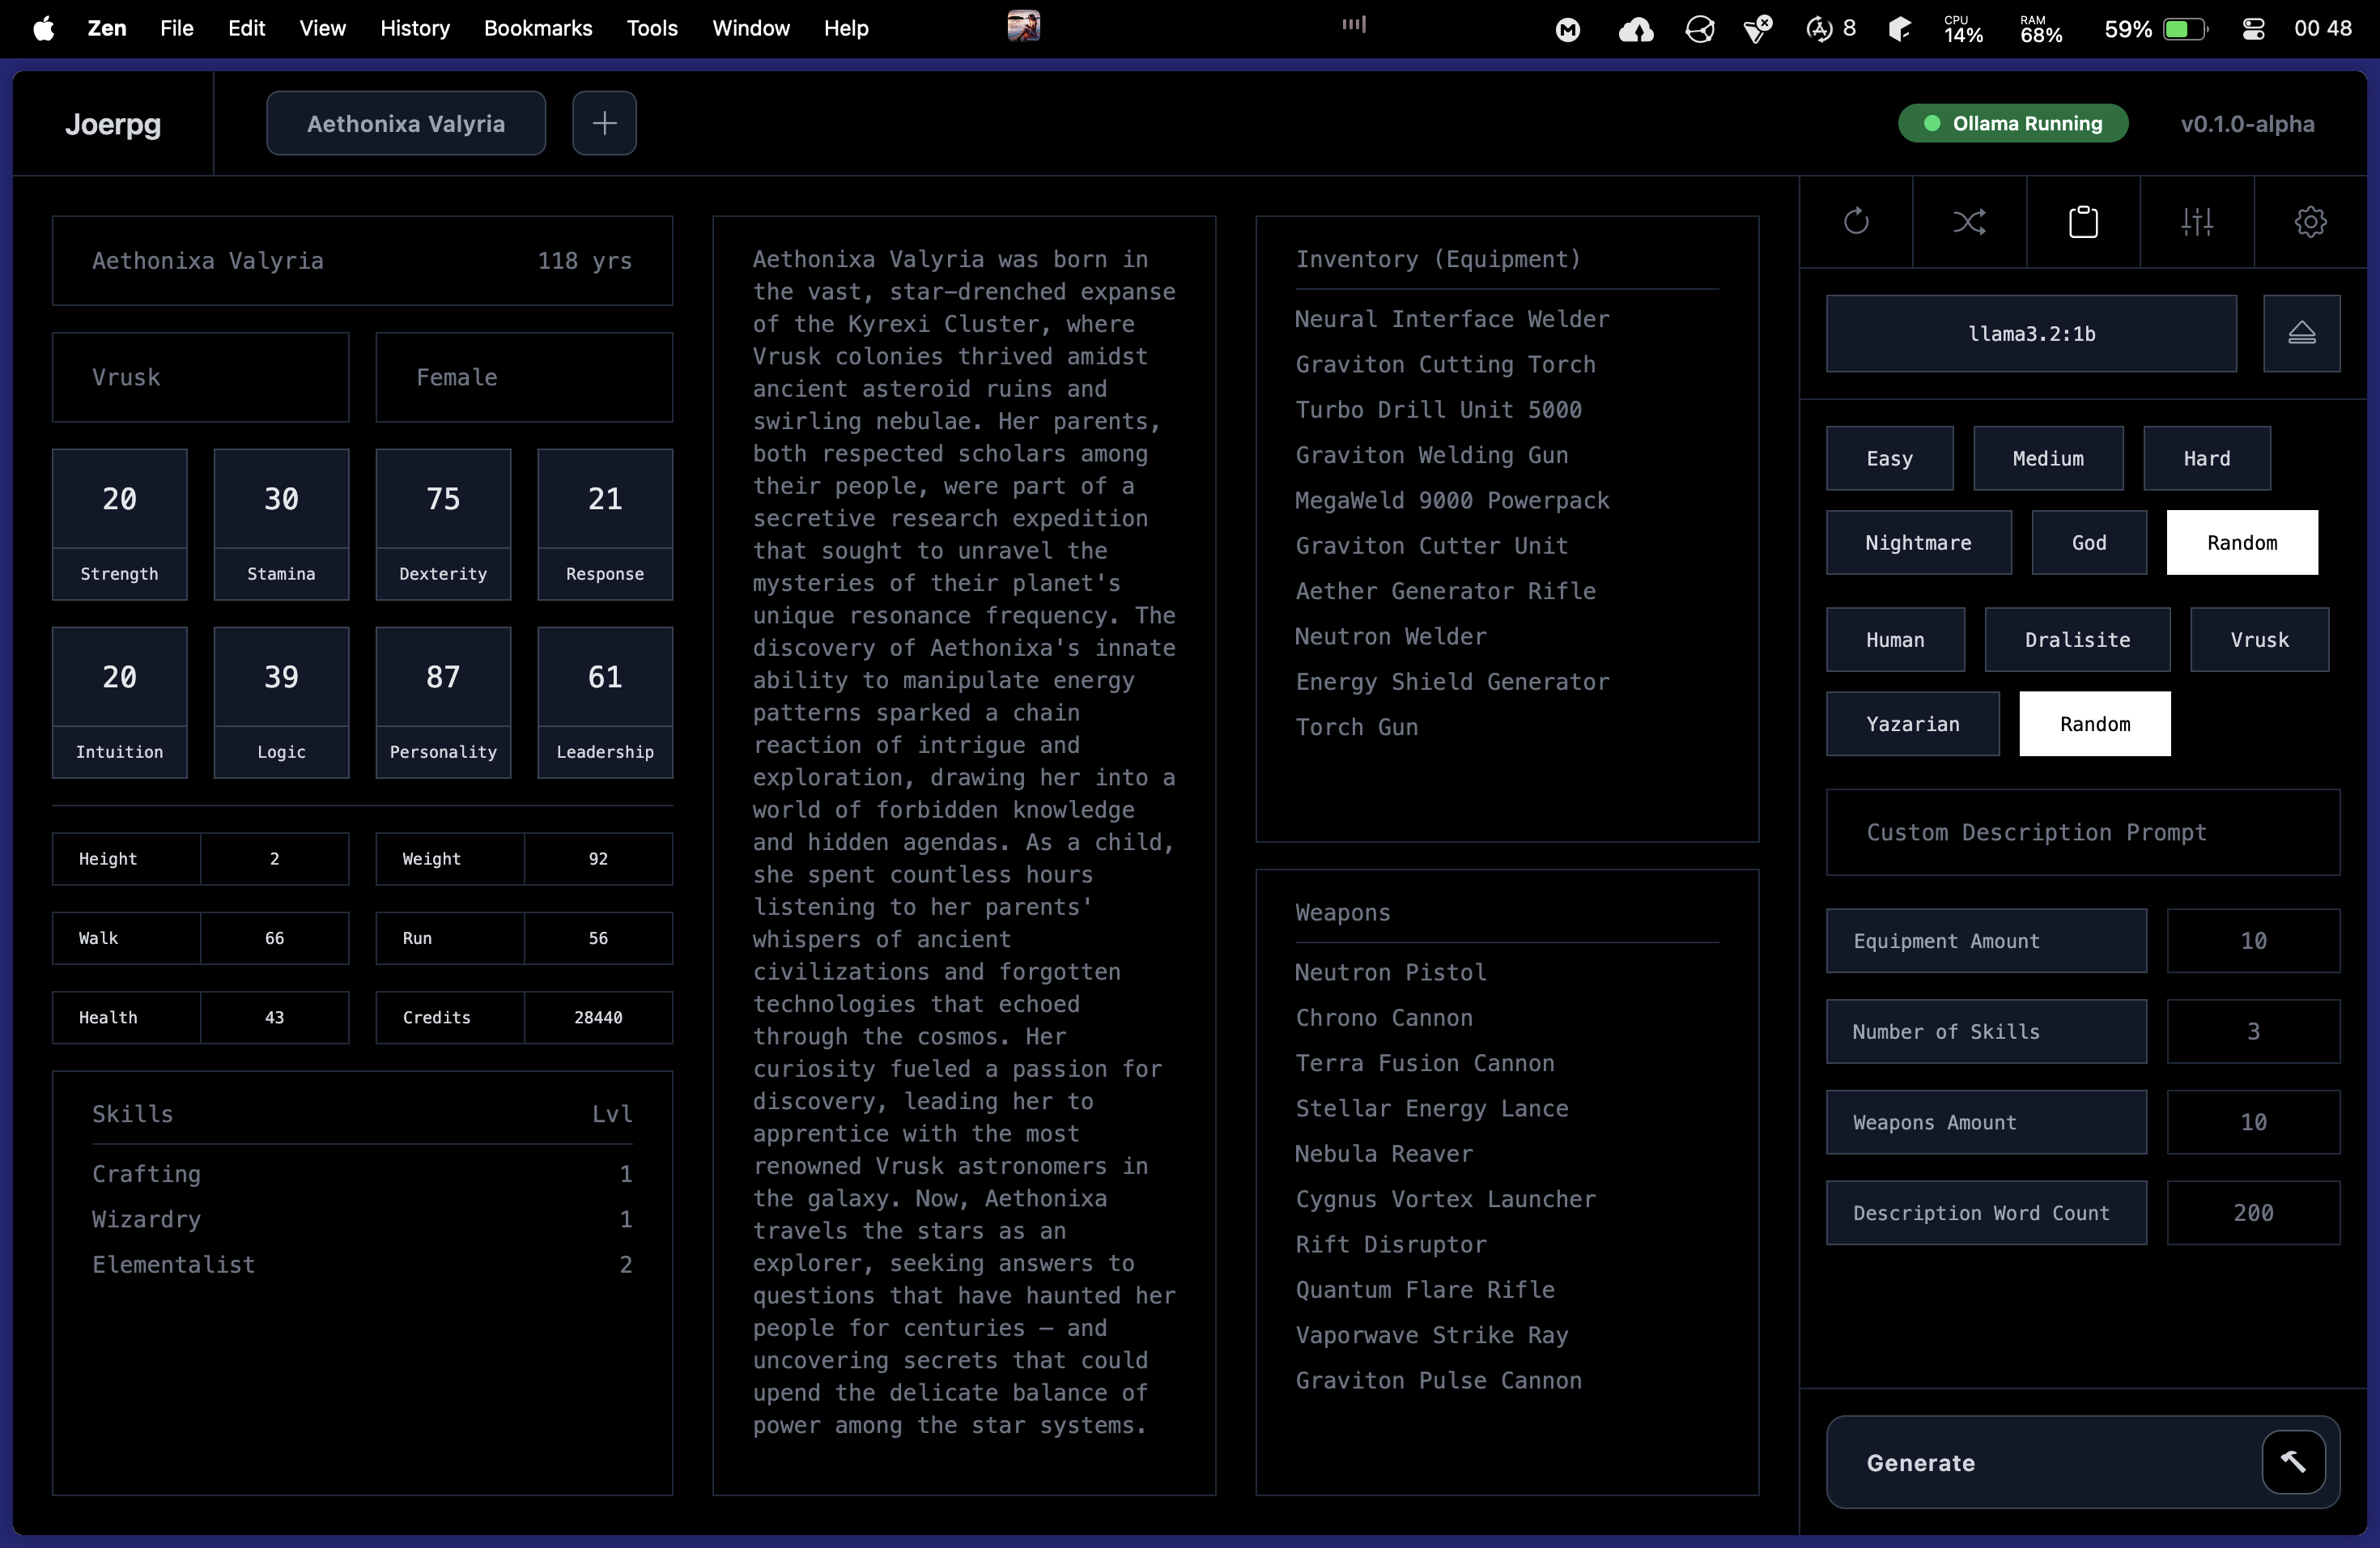 Zen File Edit View History Bookmarks Tools Window Help 8 CPU 14% RAM 68% 59% 00 48
Joerpg
Aethonixa Valyria
Ollama Running
v0.1.0-alpha
Aethonixa Valyria 118 yrs
Vrusk
Female
20
Strength
30
Stamina
75
Dexterity
21
Response
20
Intuition
39
Logic
87
Personality
61
Leadership
Height 2
Weight 92
Walk 66
Run 56
Health 43
Credits 28440
Skills Lvl
Crafting 1
Wizardry 1
Elementalist 2
Aethonixa Valyria was born in
the vast, star-drenched expanse
of the Kyrexi Cluster, where
Vrusk colonies thrived amidst
ancient asteroid ruins and
swirling nebulae. Her parents,
both respected scholars among
their people, were part of a
secretive research expedition
that sought to unravel the
mysteries of their planet's
unique resonance frequency. The
discovery of Aethonixa's innate
ability to manipulate energy
patterns sparked a chain
reaction of intrigue and
exploration, drawing her into a
world of forbidden knowledge
and hidden agendas. As a child,
she spent countless hours
listening to her parents'
whispers of ancient
civilizations and forgotten
technologies that echoed
through the cosmos. Her
curiosity fueled a passion for
discovery, leading her to
apprentice with the most
renowned Vrusk astronomers in
the galaxy. Now, Aethonixa
travels the stars as an
explorer, seeking answers to
questions that have haunted her
people for centuries — and
uncovering secrets that could
upend the delicate balance of
power among the star systems.
Inventory (Equipment)
Neural Interface Welder
Graviton Cutting Torch
Turbo Drill Unit 5000
Graviton Welding Gun
MegaWeld 9000 Powerpack
Graviton Cutter Unit
Aether Generator Rifle
Neutron Welder
Energy Shield Generator
Torch Gun
Weapons
Neutron Pistol
Chrono Cannon
Terra Fusion Cannon
Stellar Energy Lance
Nebula Reaver
Cygnus Vortex Launcher
Rift Disruptor
Quantum Flare Rifle
Vaporwave Strike Ray
Graviton Pulse Cannon
llama3.2:1b
Easy Medium Hard
Nightmare God Random
Human Dralisite Vrusk
Yazarian Random
Custom Description Prompt
Equipment Amount 10
Number of Skills 3
Weapons Amount 10
Description Word Count 200
Generate